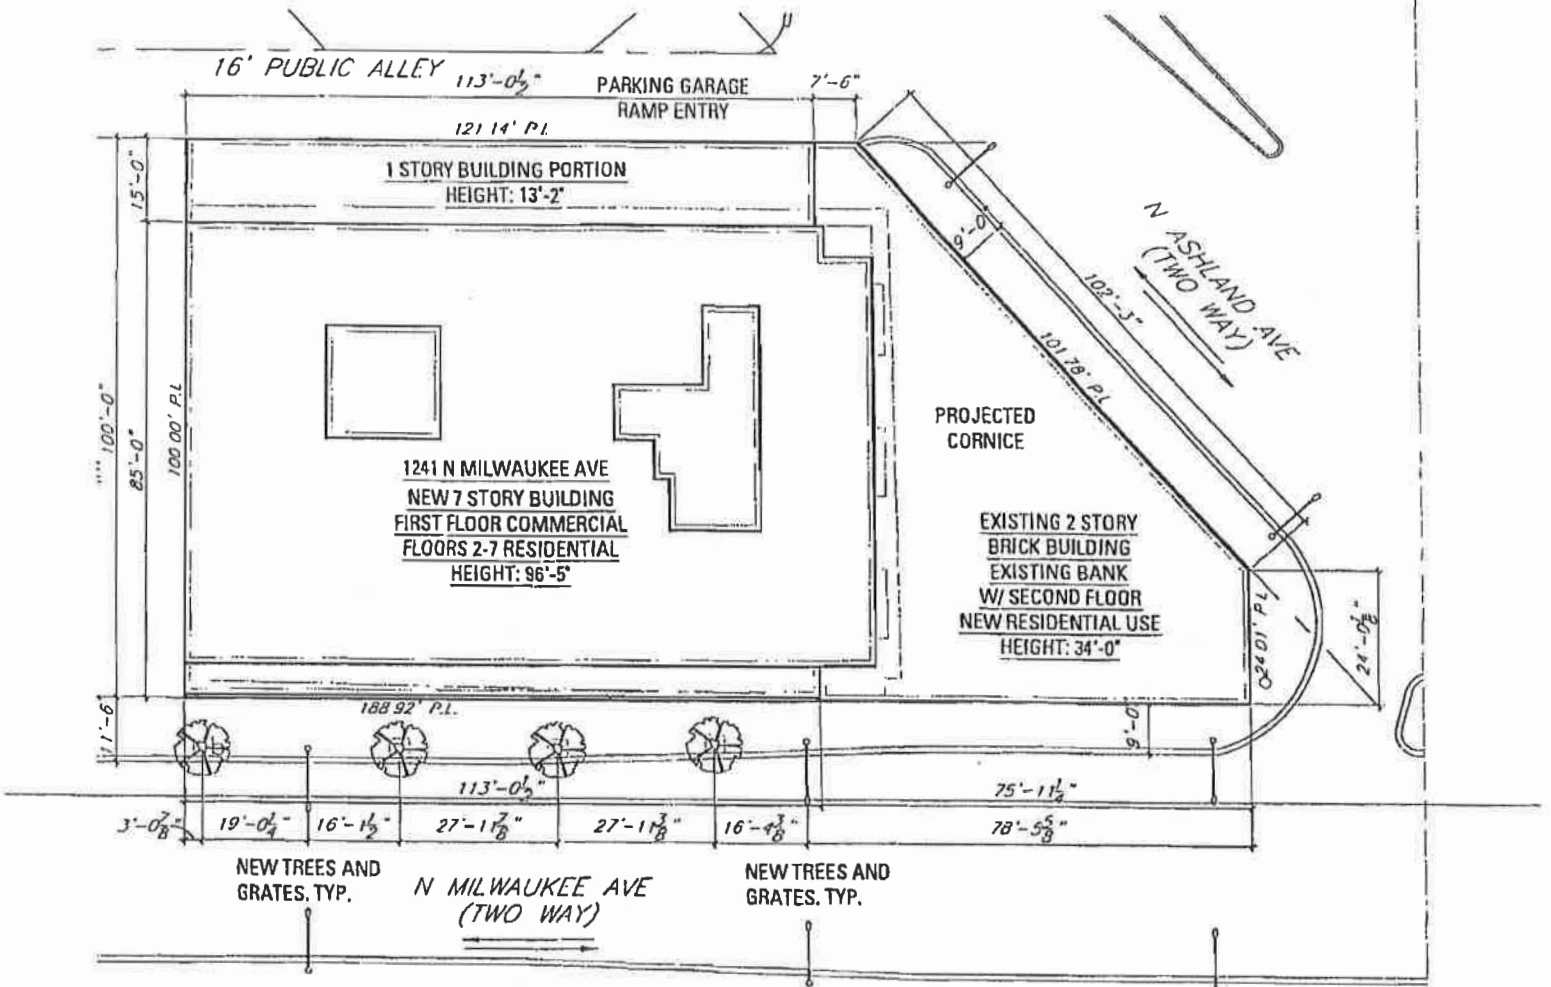 16' PUBLIC ALLEY
113'-0½"
PARKING GARAGE
RAMP ENTRY
7'-6"
121 14' P.L.
15'-0"
1 STORY BUILDING PORTION
HEIGHT: 13'-2"
9'-0"
N ASHLAND AVE
(TWO WAY)
102'-3"
101 78' P.L.
100'-0"
85'-0"
100 00' P.L.
PROJECTED
CORNICE
1241 N MILWAUKEE AVE
NEW 7 STORY BUILDING
FIRST FLOOR COMMERCIAL
FLOORS 2-7 RESIDENTIAL
HEIGHT: 96'-5"
EXISTING 2 STORY
BRICK BUILDING
EXISTING BANK
W/ SECOND FLOOR
NEW RESIDENTIAL USE
HEIGHT: 34'-0"
24 01' P.L.
188 92' P.L.
11'-6"
9'-0"
113'-0½"
75'-11¼"
3'-0⅞"
19'-0¼"
16'-1½"
27'-11⅞"
27'-11⅜"
16'-4⅜"
78'-5⅝"
NEW TREES AND
GRATES. TYP.
N MILWAUKEE AVE
(TWO WAY)
NEW TREES AND
GRATES. TYP.